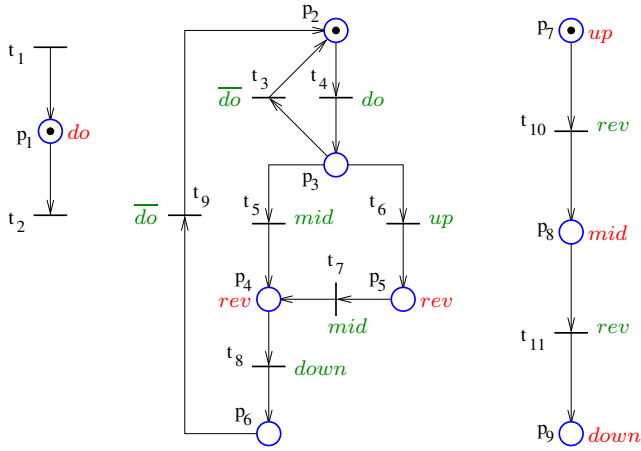 p2
p7 up
t1
t3 t4
do do
t10 rev
p1 do
p3
t9 t5 t6
t2 do mid up
p8 mid
t7
p4 p5
rev rev
mid
t11 rev
t8 down
p6
p9 down